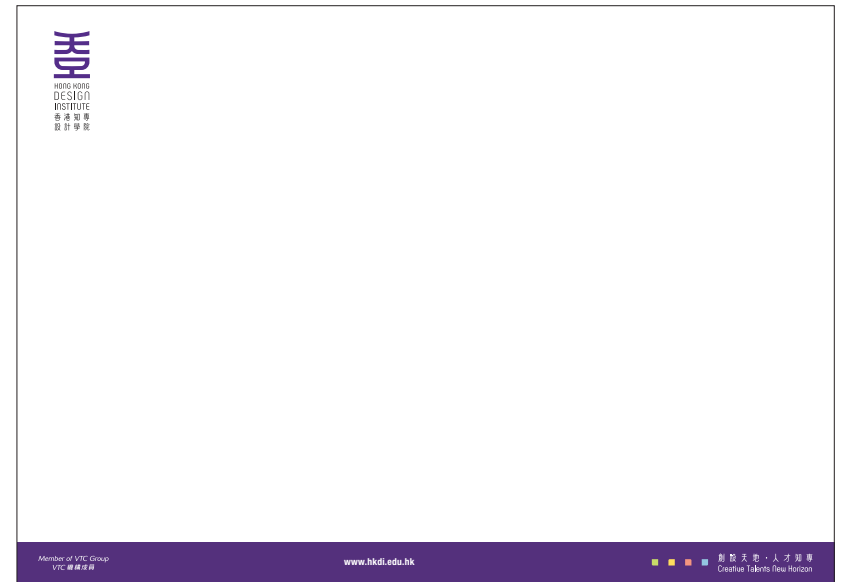 HONG KONG
DESIGN
INSTITUTE
香港知專
設計學院
Member of VTC Group
VTC 機構成員
www.hkdi.edu.hk
創設天地・人才知專
Creative Talents New Horizon